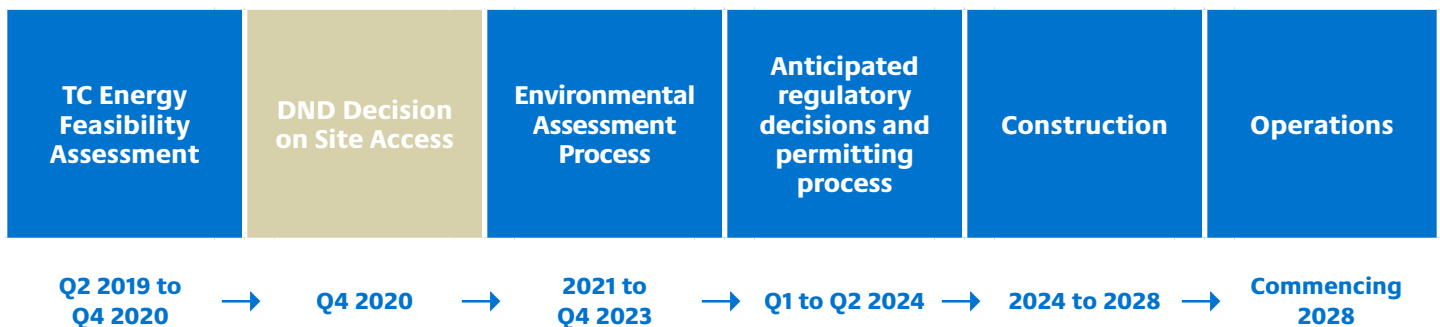 TC Energy
Feasibility
Assessment
DND Decision
on Site Access
Environmental
Assessment
Process
Anticipated
regulatory
decisions and
permitting
process
Construction
Operations
Q2 2019 to
Q4 2020
Q4 2020
2021 to
Q4 2023
Q1 to Q2 2024
2024 to 2028
Commencing
2028